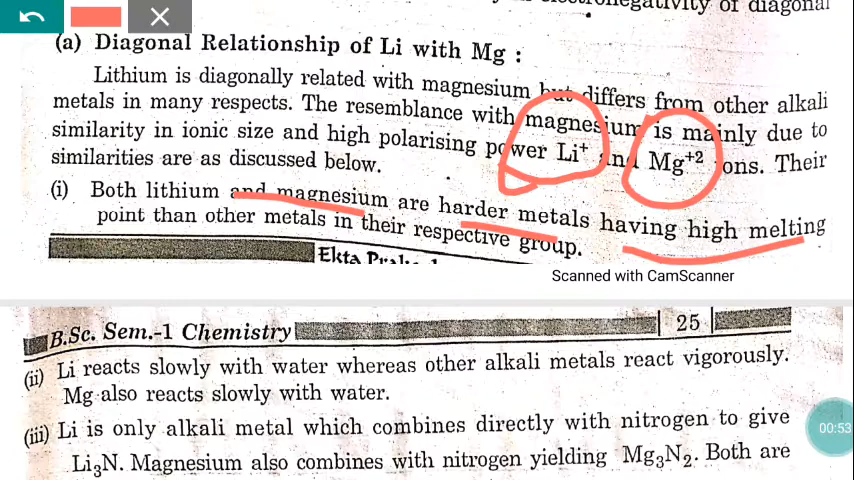 of diagonal
(a) Diagonal Relationship of Li with Mg :
Lithium is diagonally related with magnesium but differs from other alkali
metals in many respects. The resemblance with magnesium is mainly due to
similarity in ionic size and high polarising power Li⁺ and Mg⁺² ions. Their
similarities are as discussed below.
(i) Both lithium and magnesium are harder metals having high melting
point than other metals in their respective group.
Ekta
Scanned with CamScanner
B.Sc. Sem.-1 Chemistry 25
(ii) Li reacts slowly with water whereas other alkali metals react vigorously.
Mg also reacts slowly with water.
(iii) Li is only alkali metal which combines directly with nitrogen to give
00:53
Li₃N. Magnesium also combines with nitrogen yielding Mg₃N₂. Both are